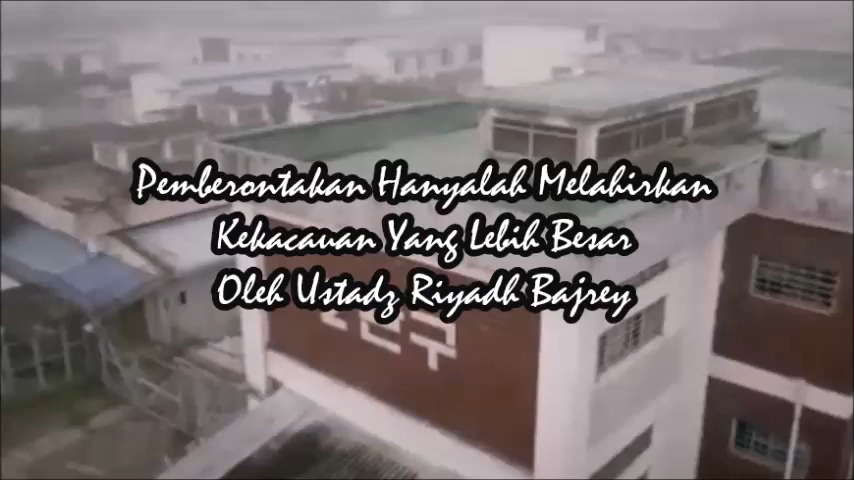 Pemberontakan Hanyalah Melahirkan
Kekacauan Yang Lebih Besar
Oleh Ustadz Riyadh Bajrey